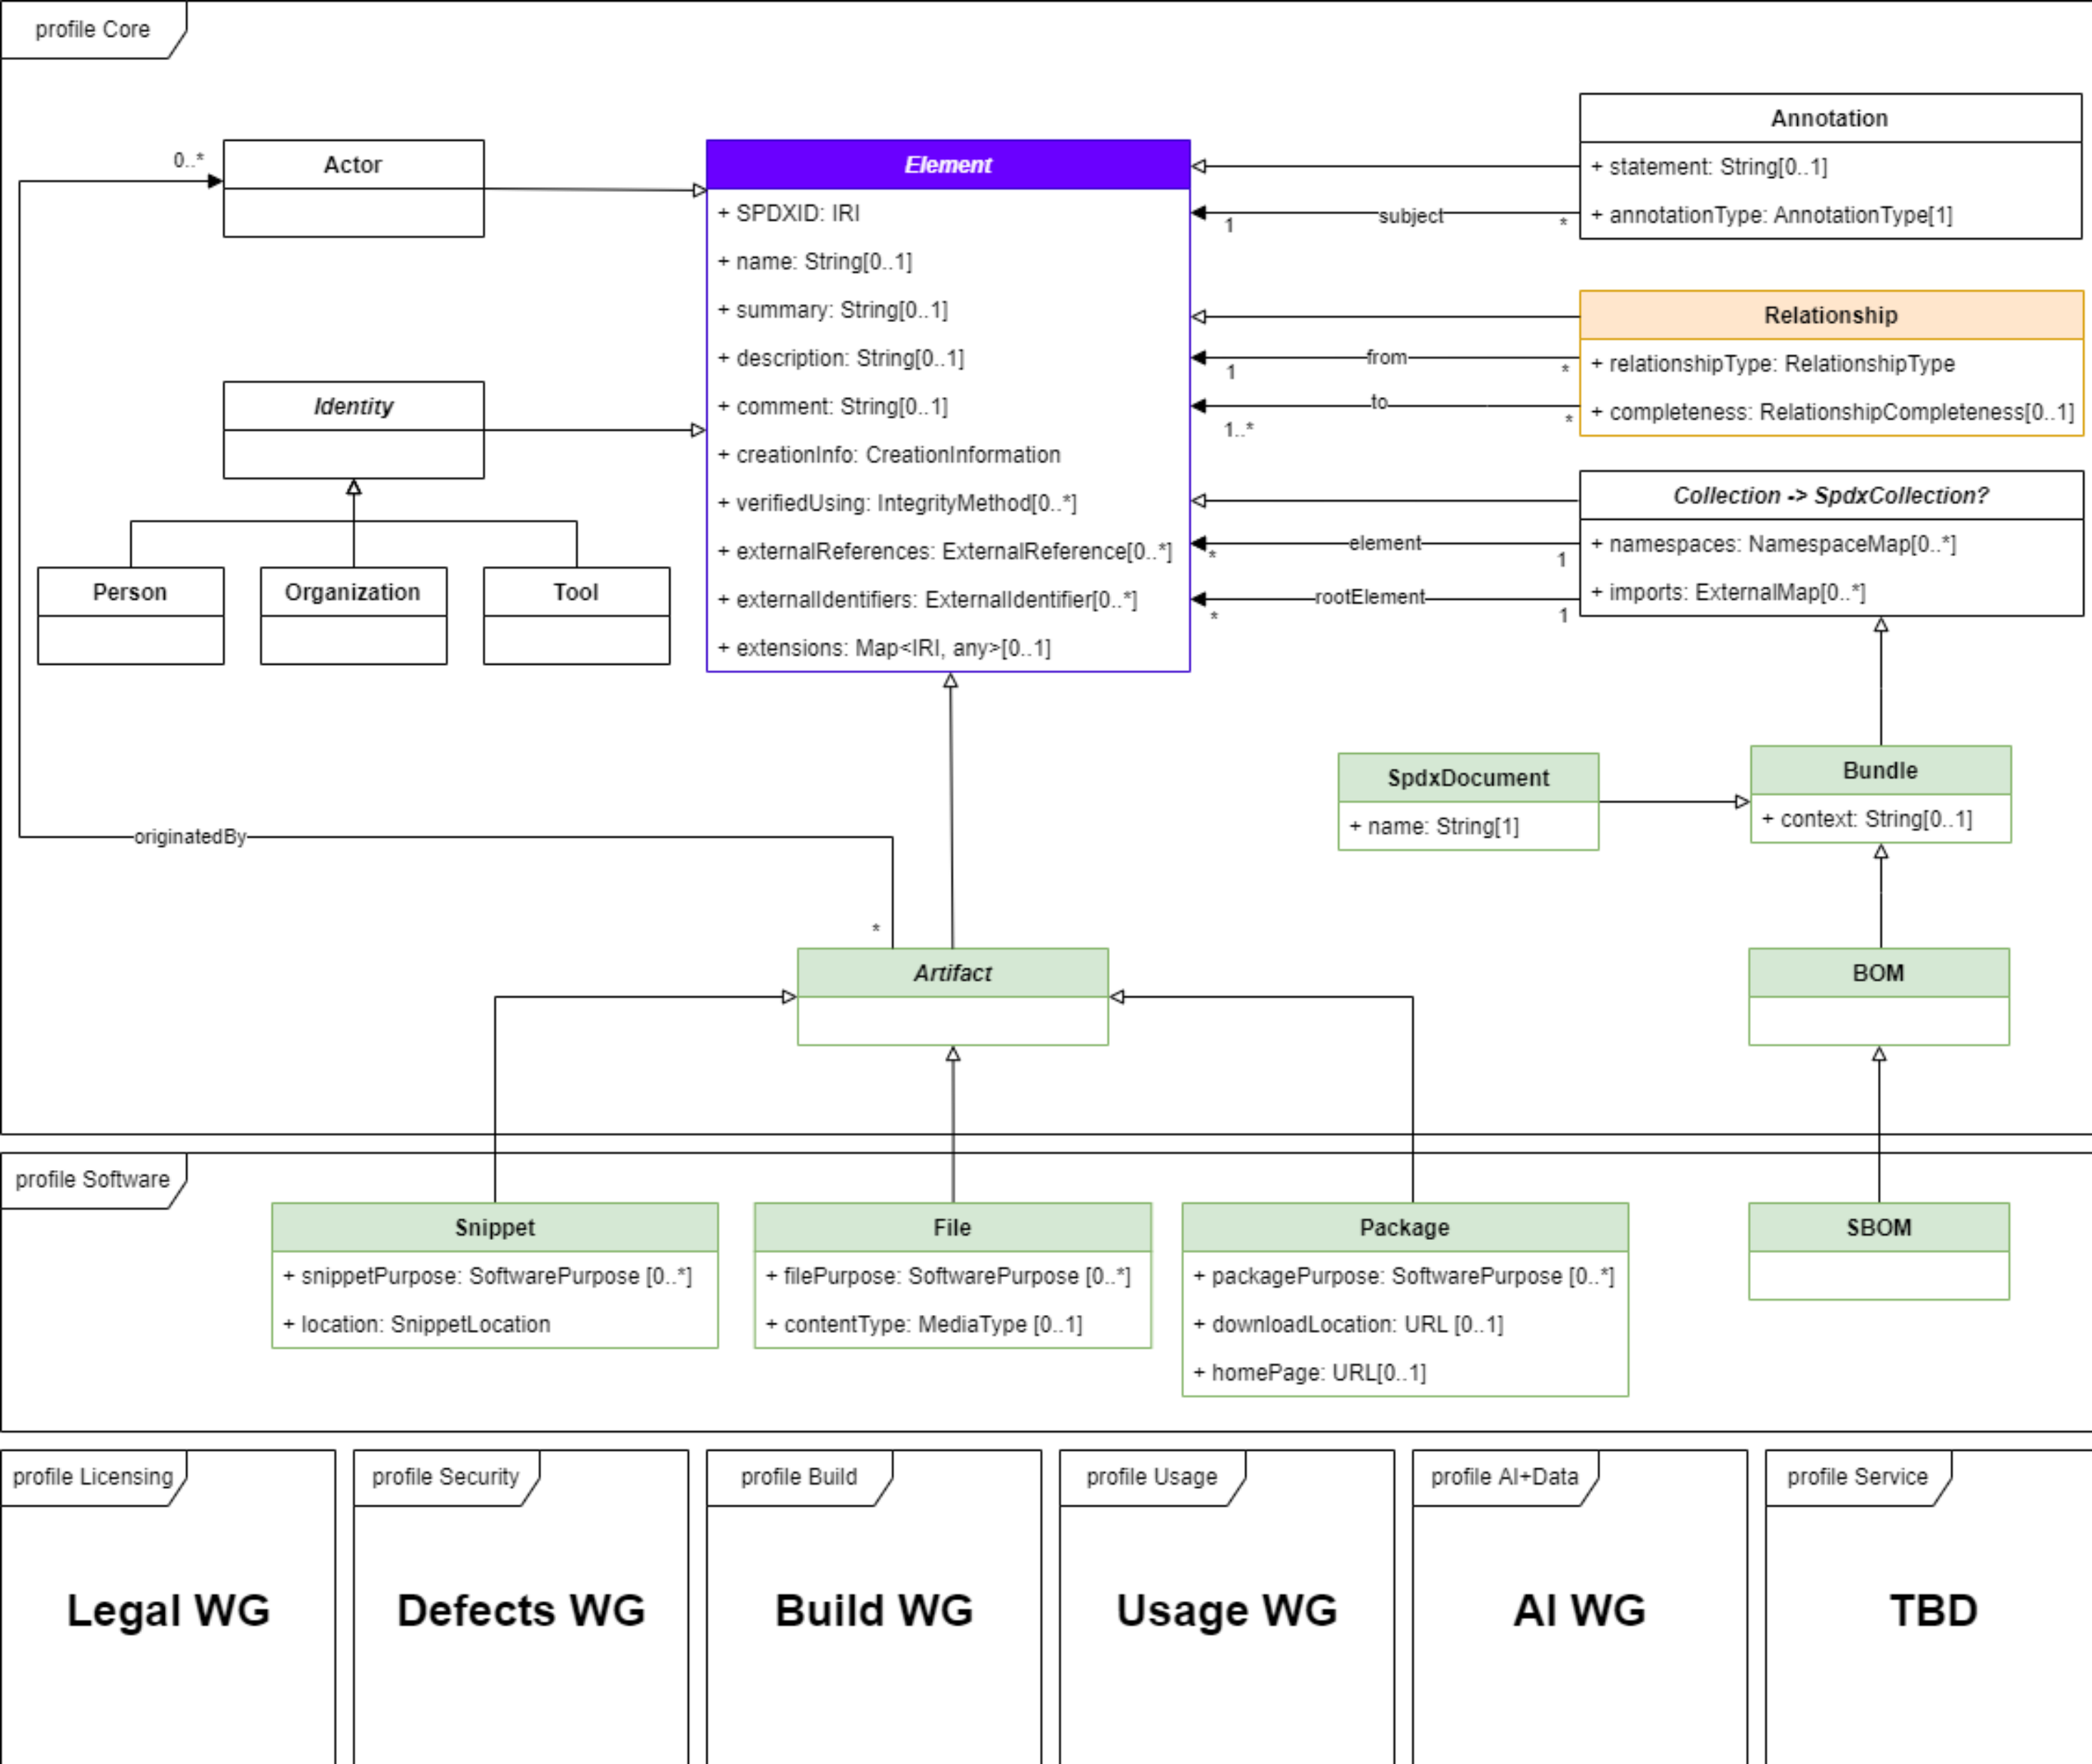 profile Core
Actor
0..*
Element
+ SPDXID: IRI
+ name: String[0..1]
+ summary: String[0..1]
+ description: String[0..1]
+ comment: String[0..1]
+ creationInfo: CreationInformation
+ verifiedUsing: IntegrityMethod[0..*]
+ externalReferences: ExternalReference[0..*]
+ externalIdentifiers: ExternalIdentifier[0..*]
+ extensions: Map<IRI, any>[0..1]
Annotation
+ statement: String[0..1]
+ annotationType: AnnotationType[1]
1
subject
*
Relationship
+ relationshipType: RelationshipType
+ completeness: RelationshipCompleteness[0..1]
1
from
*
1..*
to
*
Collection -> SpdxCollection?
+ namespaces: NamespaceMap[0..*]
+ imports: ExternalMap[0..*]
*
element
1
*
rootElement
1
Identity
Person
Organization
Tool
originatedBy
*
SpdxDocument
+ name: String[1]
Bundle
+ context: String[0..1]
Artifact
BOM
profile Software
Snippet
+ snippetPurpose: SoftwarePurpose [0..*]
+ location: SnippetLocation
File
+ filePurpose: SoftwarePurpose [0..*]
+ contentType: MediaType [0..1]
Package
+ packagePurpose: SoftwarePurpose [0..*]
+ downloadLocation: URL [0..1]
+ homePage: URL[0..1]
SBOM
profile Licensing
Legal WG
profile Security
Defects WG
profile Build
Build WG
profile Usage
Usage WG
profile AI+Data
AI WG
profile Service
TBD